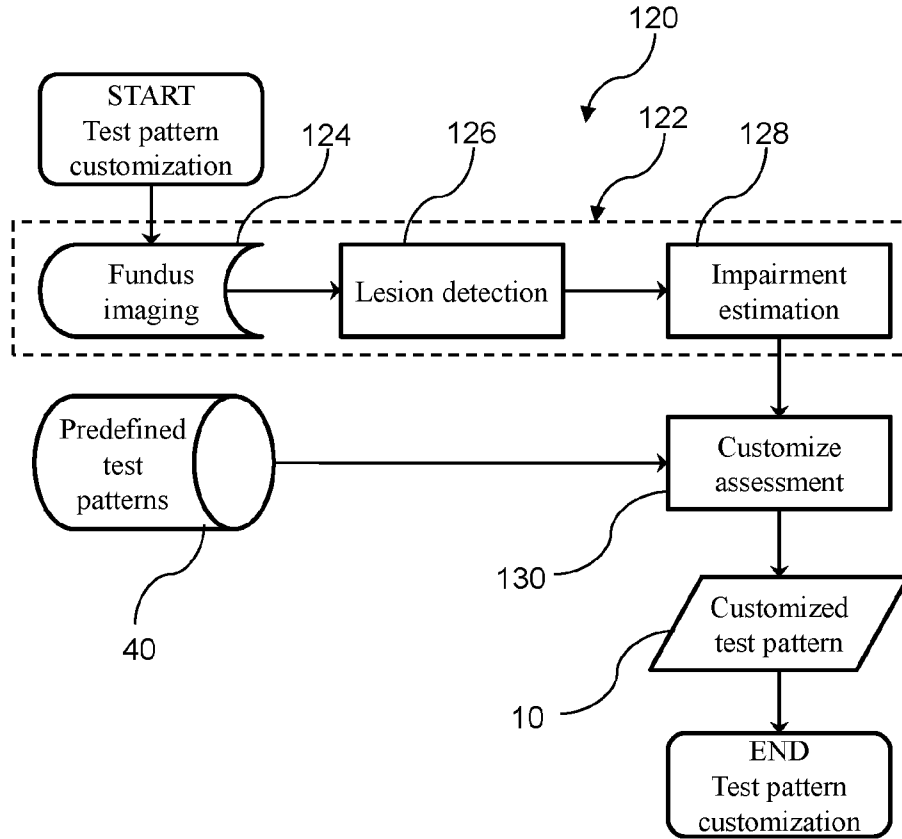 120
START
Test pattern
customization
124
126
122
128
Fundus
imaging
Lesion detection
Impairment
estimation
Predefined
test
patterns
Customize
assessment
130
40
Customized
test pattern
10
END
Test pattern
customization